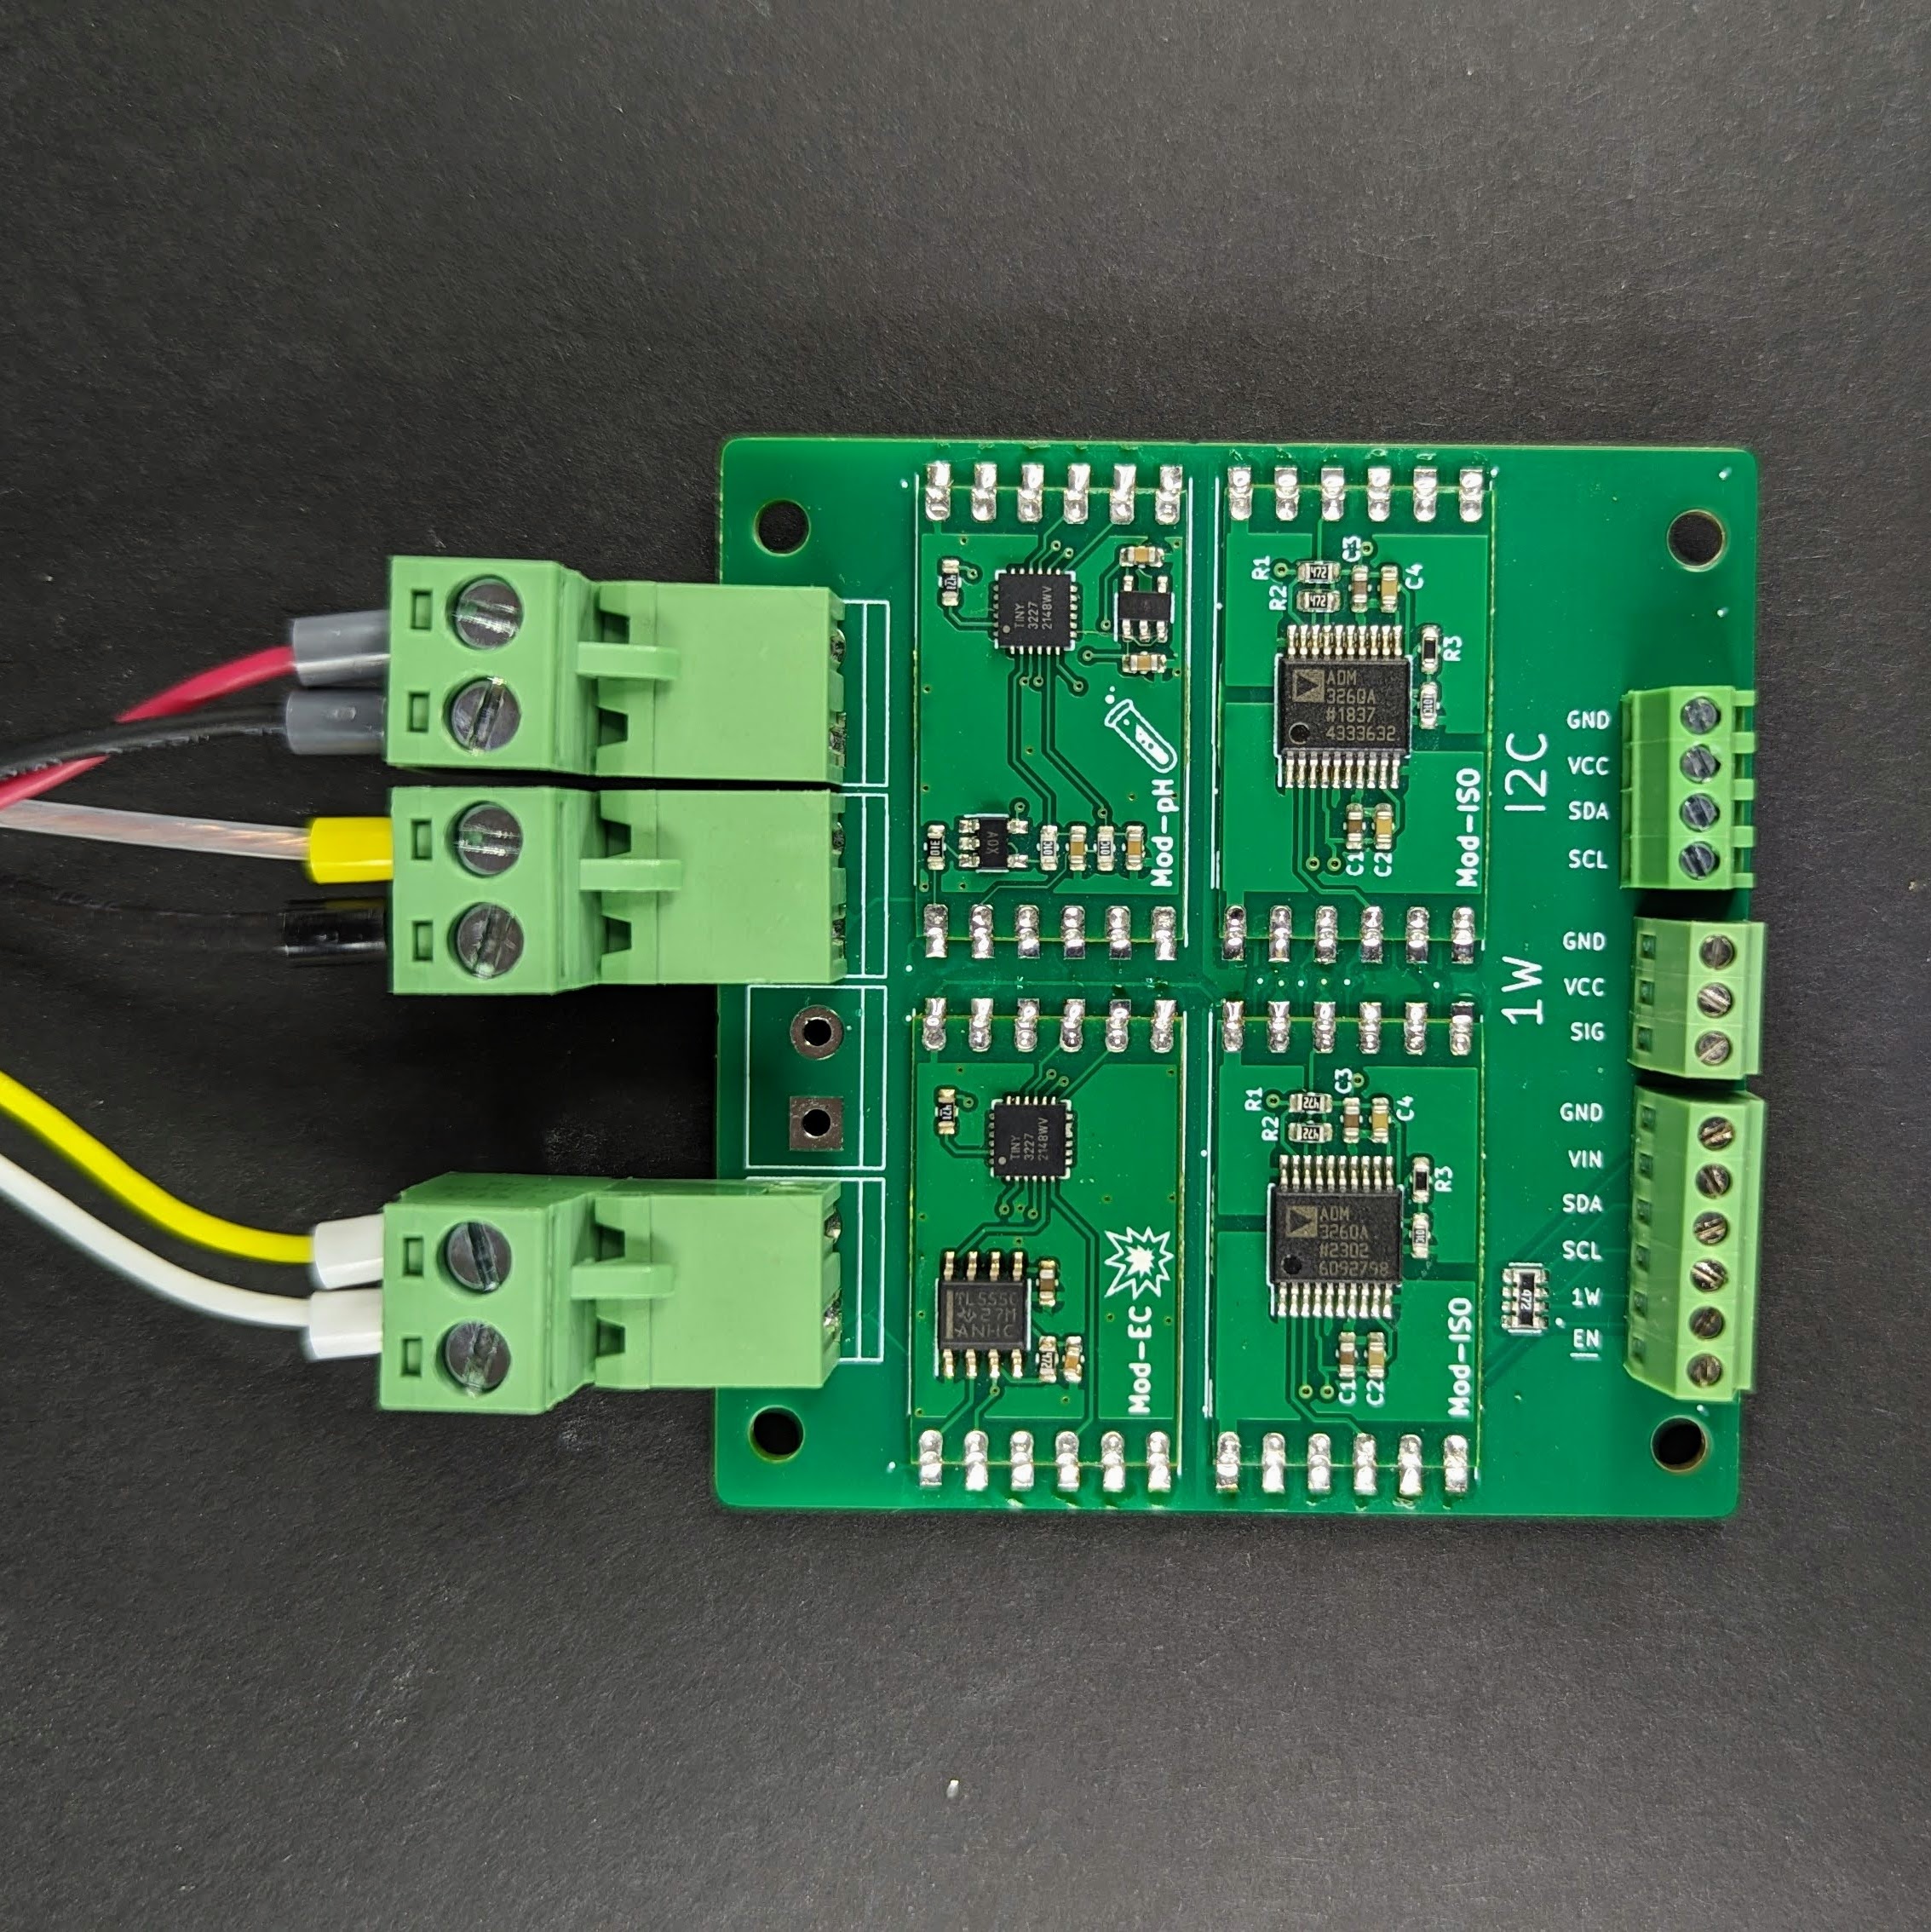 TINY
3227
2148WV
Mod-pH
R1
R2
C3
C4
472
472
ADM
3260A
#1837
4333632
R3
C1
C2
Mod-ISO
I2C
GND
VCC
SDA
SCL
1W
GND
VCC
SIG
GND
VIN
SDA
SCL
1W
EN
472
TINY
3227
2148WV
Mod-EC
R1
R2
C3
C4
472
472
ADM
3260A
#2302
6092798
R3
C1
C2
Mod-ISO